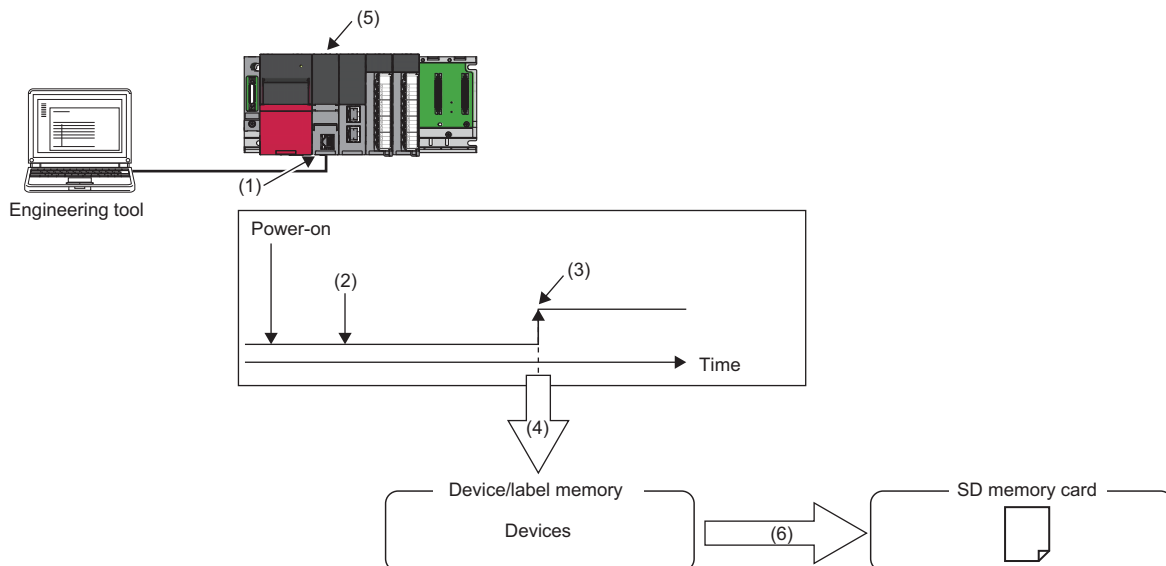 (5)
(1)
Engineering tool
Power-on
(2)
(3)
Time
(4)
Device/label memory
Devices
(6)
SD memory card